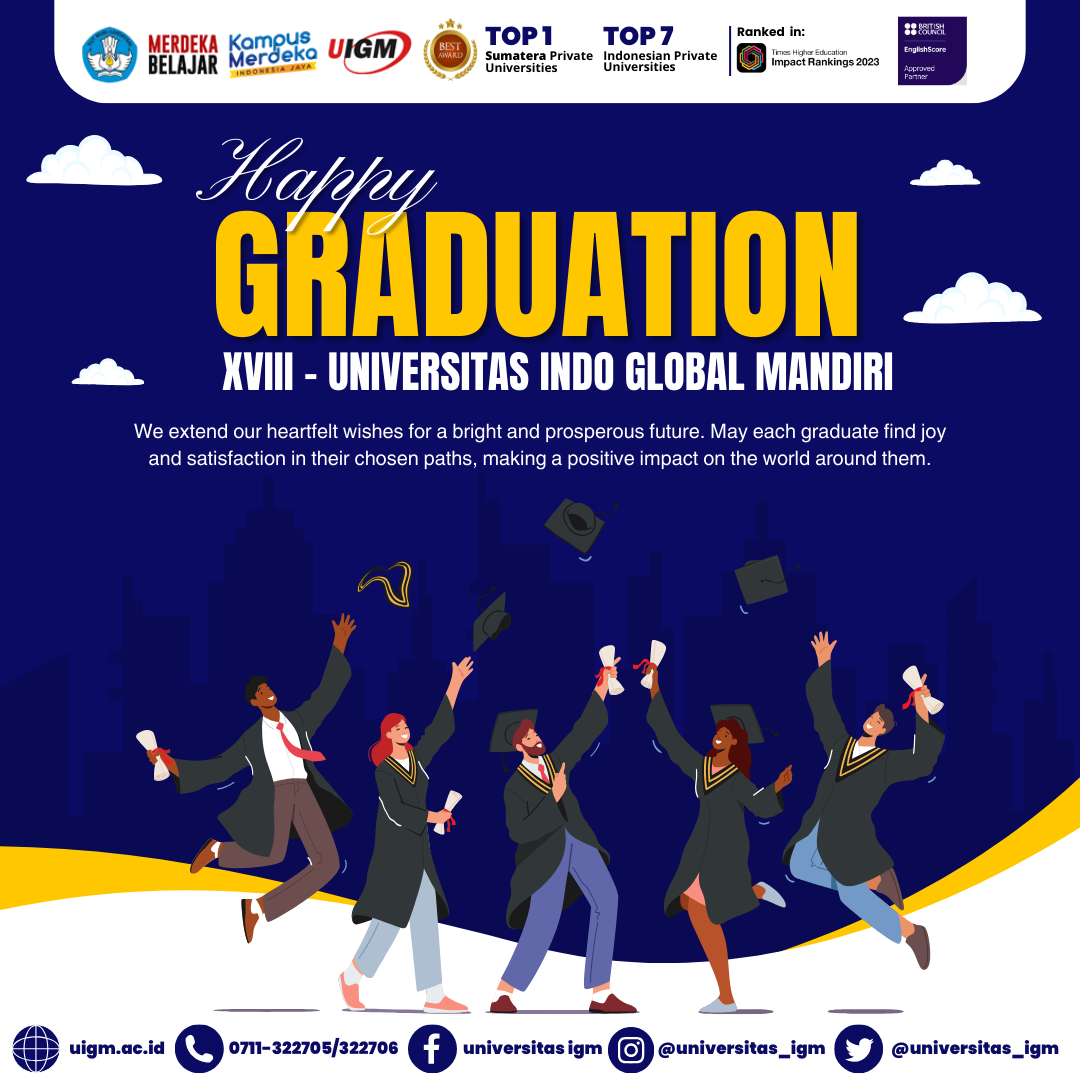 MERDEKA
BELAJAR
Kampus
Merdeka
INDONESIA JAYA
UIGM
BEST
AWARD
TOP 1
Sumatera Private
Universities
TOP 7
Indonesian Private
Universities
Ranked in:
Times Higher Education
Impact Rankings 2023
BRITISH
COUNCIL
EnglishScore
Approved
Partner
Happy
GRADUATION
XVIII - UNIVERSITAS INDO GLOBAL MANDIRI
We extend our heartfelt wishes for a bright and prosperous future. May each graduate find joy
and satisfaction in their chosen paths, making a positive impact on the world around them.
uigm.ac.id
0711-322705/322706
universitas igm
@universitas_igm
@universitas_igm